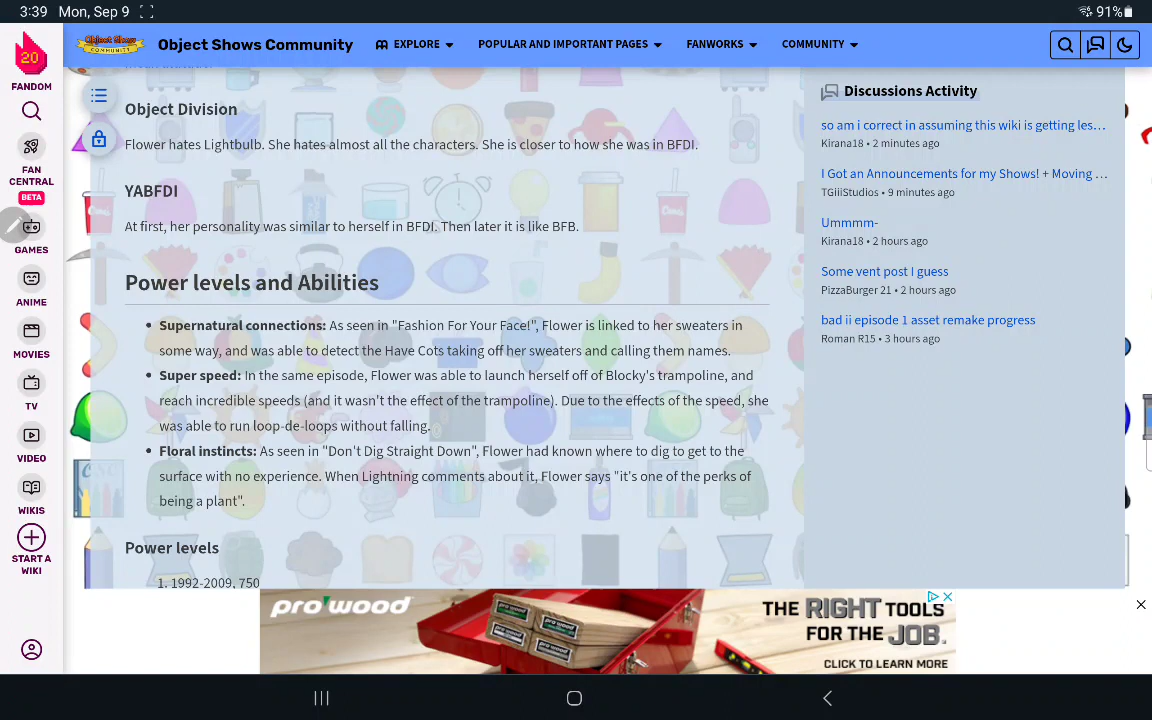 3:39 Mon, Sep 9
91%
20
FANDOM
FAN
CENTRAL
BETA
GAMES
ANIME
MOVIES
TV
VIDEO
WIKIS
START A
WIKI
Object Shows
COMMUNITY
Object Shows Community
EXPLORE
POPULAR AND IMPORTANT PAGES
FANWORKS
COMMUNITY
Object Division
Flower hates Lightbulb. She hates almost all the characters. She is closer to how she was in BFDI.
YABFDI
At first, her personality was similar to herself in BFDI. Then later it is like BFB.
Power levels and Abilities
• Supernatural connections: As seen in "Fashion For Your Face!", Flower is linked to her sweaters in
some way, and was able to detect the Have Cots taking off her sweaters and calling them names.
• Super speed: In the same episode, Flower was able to launch herself off of Blocky's trampoline, and
reach incredible speeds (and it wasn't the effect of the trampoline). Due to the effects of the speed, she
was able to run loop-de-loops without falling.
• Floral instincts: As seen in "Don't Dig Straight Down", Flower had known where to dig to get to the
surface with no experience. When Lightning comments about it, Flower says "it's one of the perks of
being a plant".
Power levels
1. 1992-2009, 750
Discussions Activity
so am i correct in assuming this wiki is getting les...
Kirana18 • 2 minutes ago
I Got an Announcements for my Shows! + Moving ...
TGiiiStudios • 9 minutes ago
Ummmm-
Kirana18 • 2 hours ago
Some vent post I guess
PizzaBurger 21 • 2 hours ago
bad ii episode 1 asset remake progress
Roman R15 • 3 hours ago
prowood
THE RIGHT TOOLS
FOR THE JOB.
CLICK TO LEARN MORE